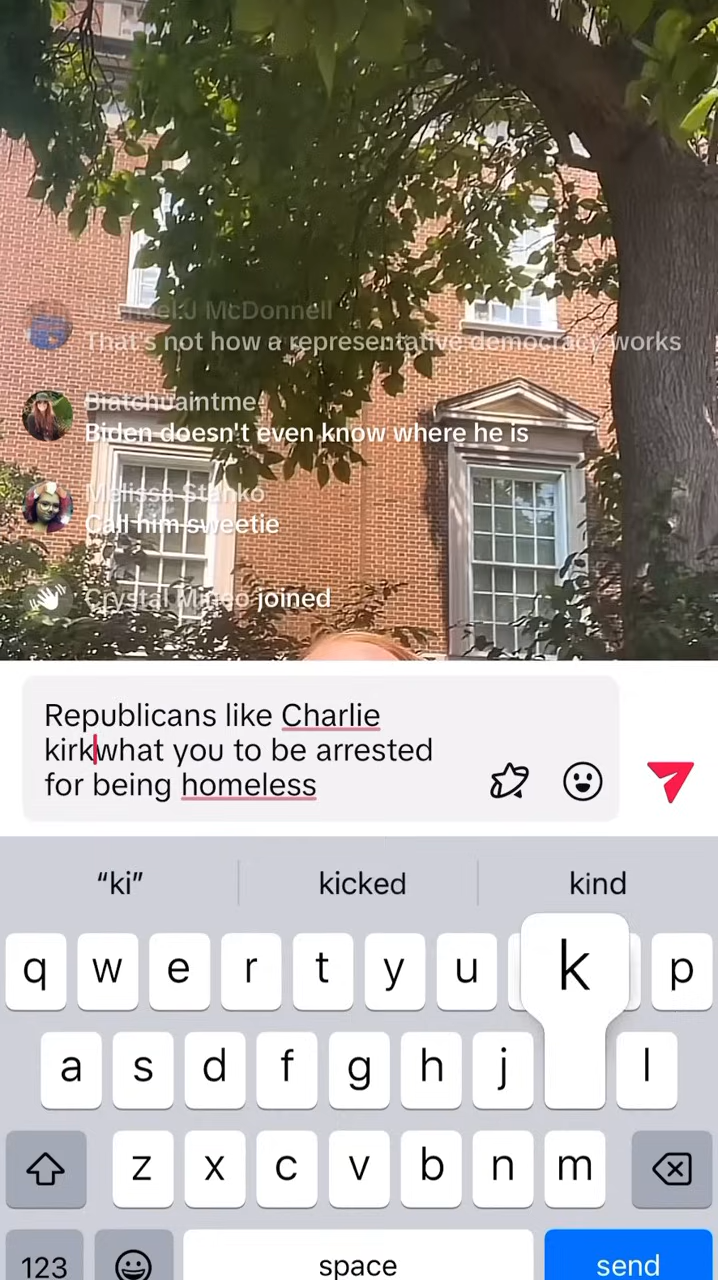 J McDonnell
That's not how a representative democracy works
Biatchuaintme
Biden doesn't even know where he is
Melissa Stanko
Call him sweetie
Crystal Mineo joined
Republicans like Charlie
kirkwhat you to be arrested
for being homeless
“ki” kicked kind
q w e r t y u k p
a s d f g h j l
z x c v b n m
123 space send